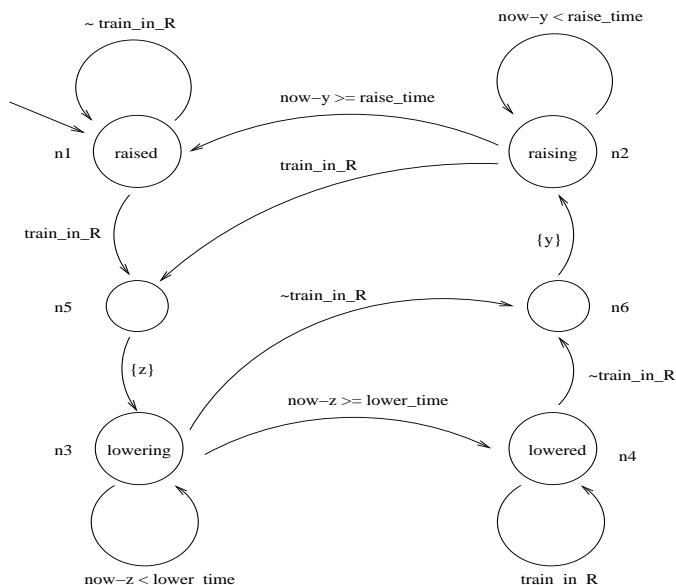 ~ train_in_R
now-y < raise_time
now-y >= raise_time
n1
raised
raising
n2
train_in_R
train_in_R
{y}
n5
~train_in_R
n6
{z}
~train_in_R
now-z >= lower_time
n3
lowering
lowered
n4
now-z < lower_time
train_in_R